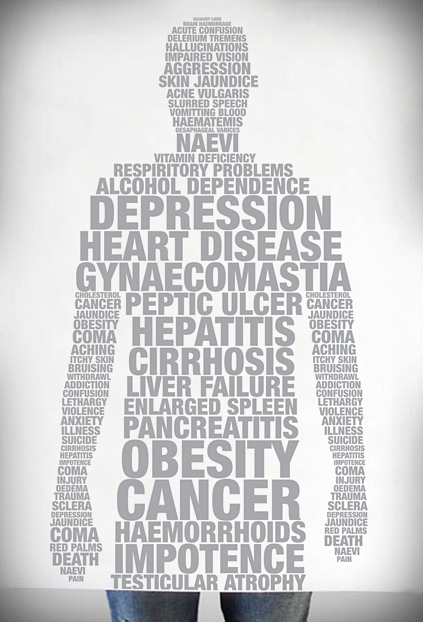 MEMORY LOSS
BRAIN HAEMORRAGE
ACUTE CONFUSION
DELERIUM TREMENS
HALLUCINATIONS
IMPAIRED VISION
AGGRESSION
SKIN JAUNDICE
ACNE VULGARIS
SLURRED SPEECH
VOMITTING BLOOD
HAEMATEMIS
OESAPHAGEAL VARICES
NAEVI
VITAMIN DEFICIENCY
RESPIRITORY PROBLEMS
ALCOHOL DEPENDENCE
DEPRESSION
HEART DISEASE
GYNAECOMASTIA
PEPTIC ULCER
HEPATITIS
CIRRHOSIS
LIVER FAILURE
ENLARGED SPLEEN
PANCREATITIS
OBESITY
CANCER
HAEMORRHOIDS
IMPOTENCE
TESTICULAR ATROPHY
CHOLESTEROL
CANCER
JAUNDICE
OBESITY
COMA
ACHING
ITCHY SKIN
BRUISING
WITHDRAWL
ADDICTION
CONFUSION
LETHARGY
VIOLENCE
ANXIETY
ILLNESS
SUICIDE
CIRRHOSIS
HEPATITIS
IMPOTENCE
COMA
INJURY
OEDEMA
TRAUMA
SCLERA
DEPRESSION
JAUNDICE
COMA
RED PALMS
DEATH
NAEVI
PAIN
CHOLESTEROL
CANCER
JAUNDICE
OBESITY
COMA
ACHING
ITCHY SKIN
BRUISING
WITHDRAWL
ADDICTION
CONFUSION
LETHARGY
VIOLENCE
ANXIETY
ILLNESS
SUICIDE
CIRRHOSIS
HEPATITIS
IMPOTENCE
COMA
INJURY
OEDEMA
TRAUMA
SCLERA
DEPRESSION
JAUNDICE
RED PALMS
DEATH
NAEVI
PAIN